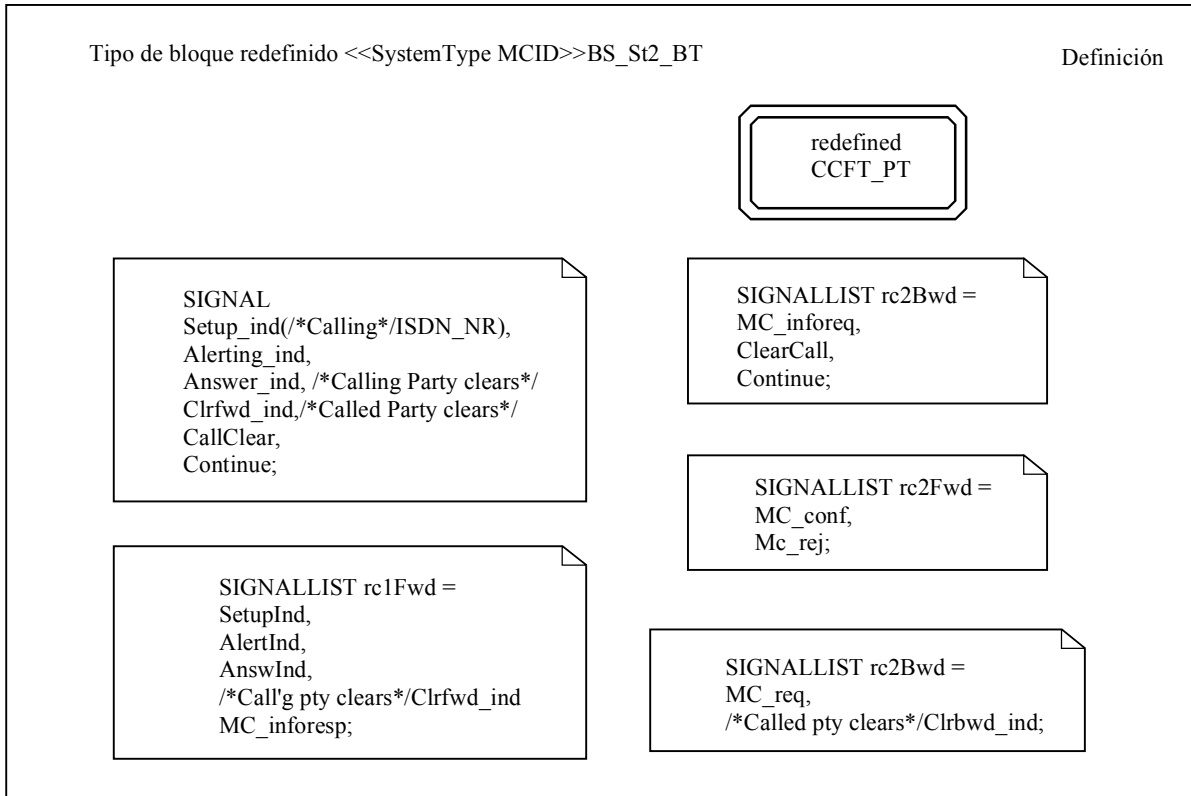 Tipo de bloque redefinido <<SystemType MCID>>BS_St2_BT
Definición
redefined
CCFT_PT
SIGNAL
Setup_ind(/*Calling*/ISDN_NR),
Alerting_ind,
Answer_ind, /*Calling Party clears*/
Clrfwd_ind,/*Called Party clears*/
CallClear,
Continue;
SIGNALLIST rc2Bwd =
MC_inforeq,
ClearCall,
Continue;
SIGNALLIST rc2Fwd =
MC_conf,
Mc_rej;
SIGNALLIST rc1Fwd =
SetupInd,
AlertInd,
AnswInd,
/*Call'g pty clears*/Clrfwd_ind
MC_inforesp;
SIGNALLIST rc2Bwd =
MC_req,
/*Called pty clears*/Clrbwd_ind;